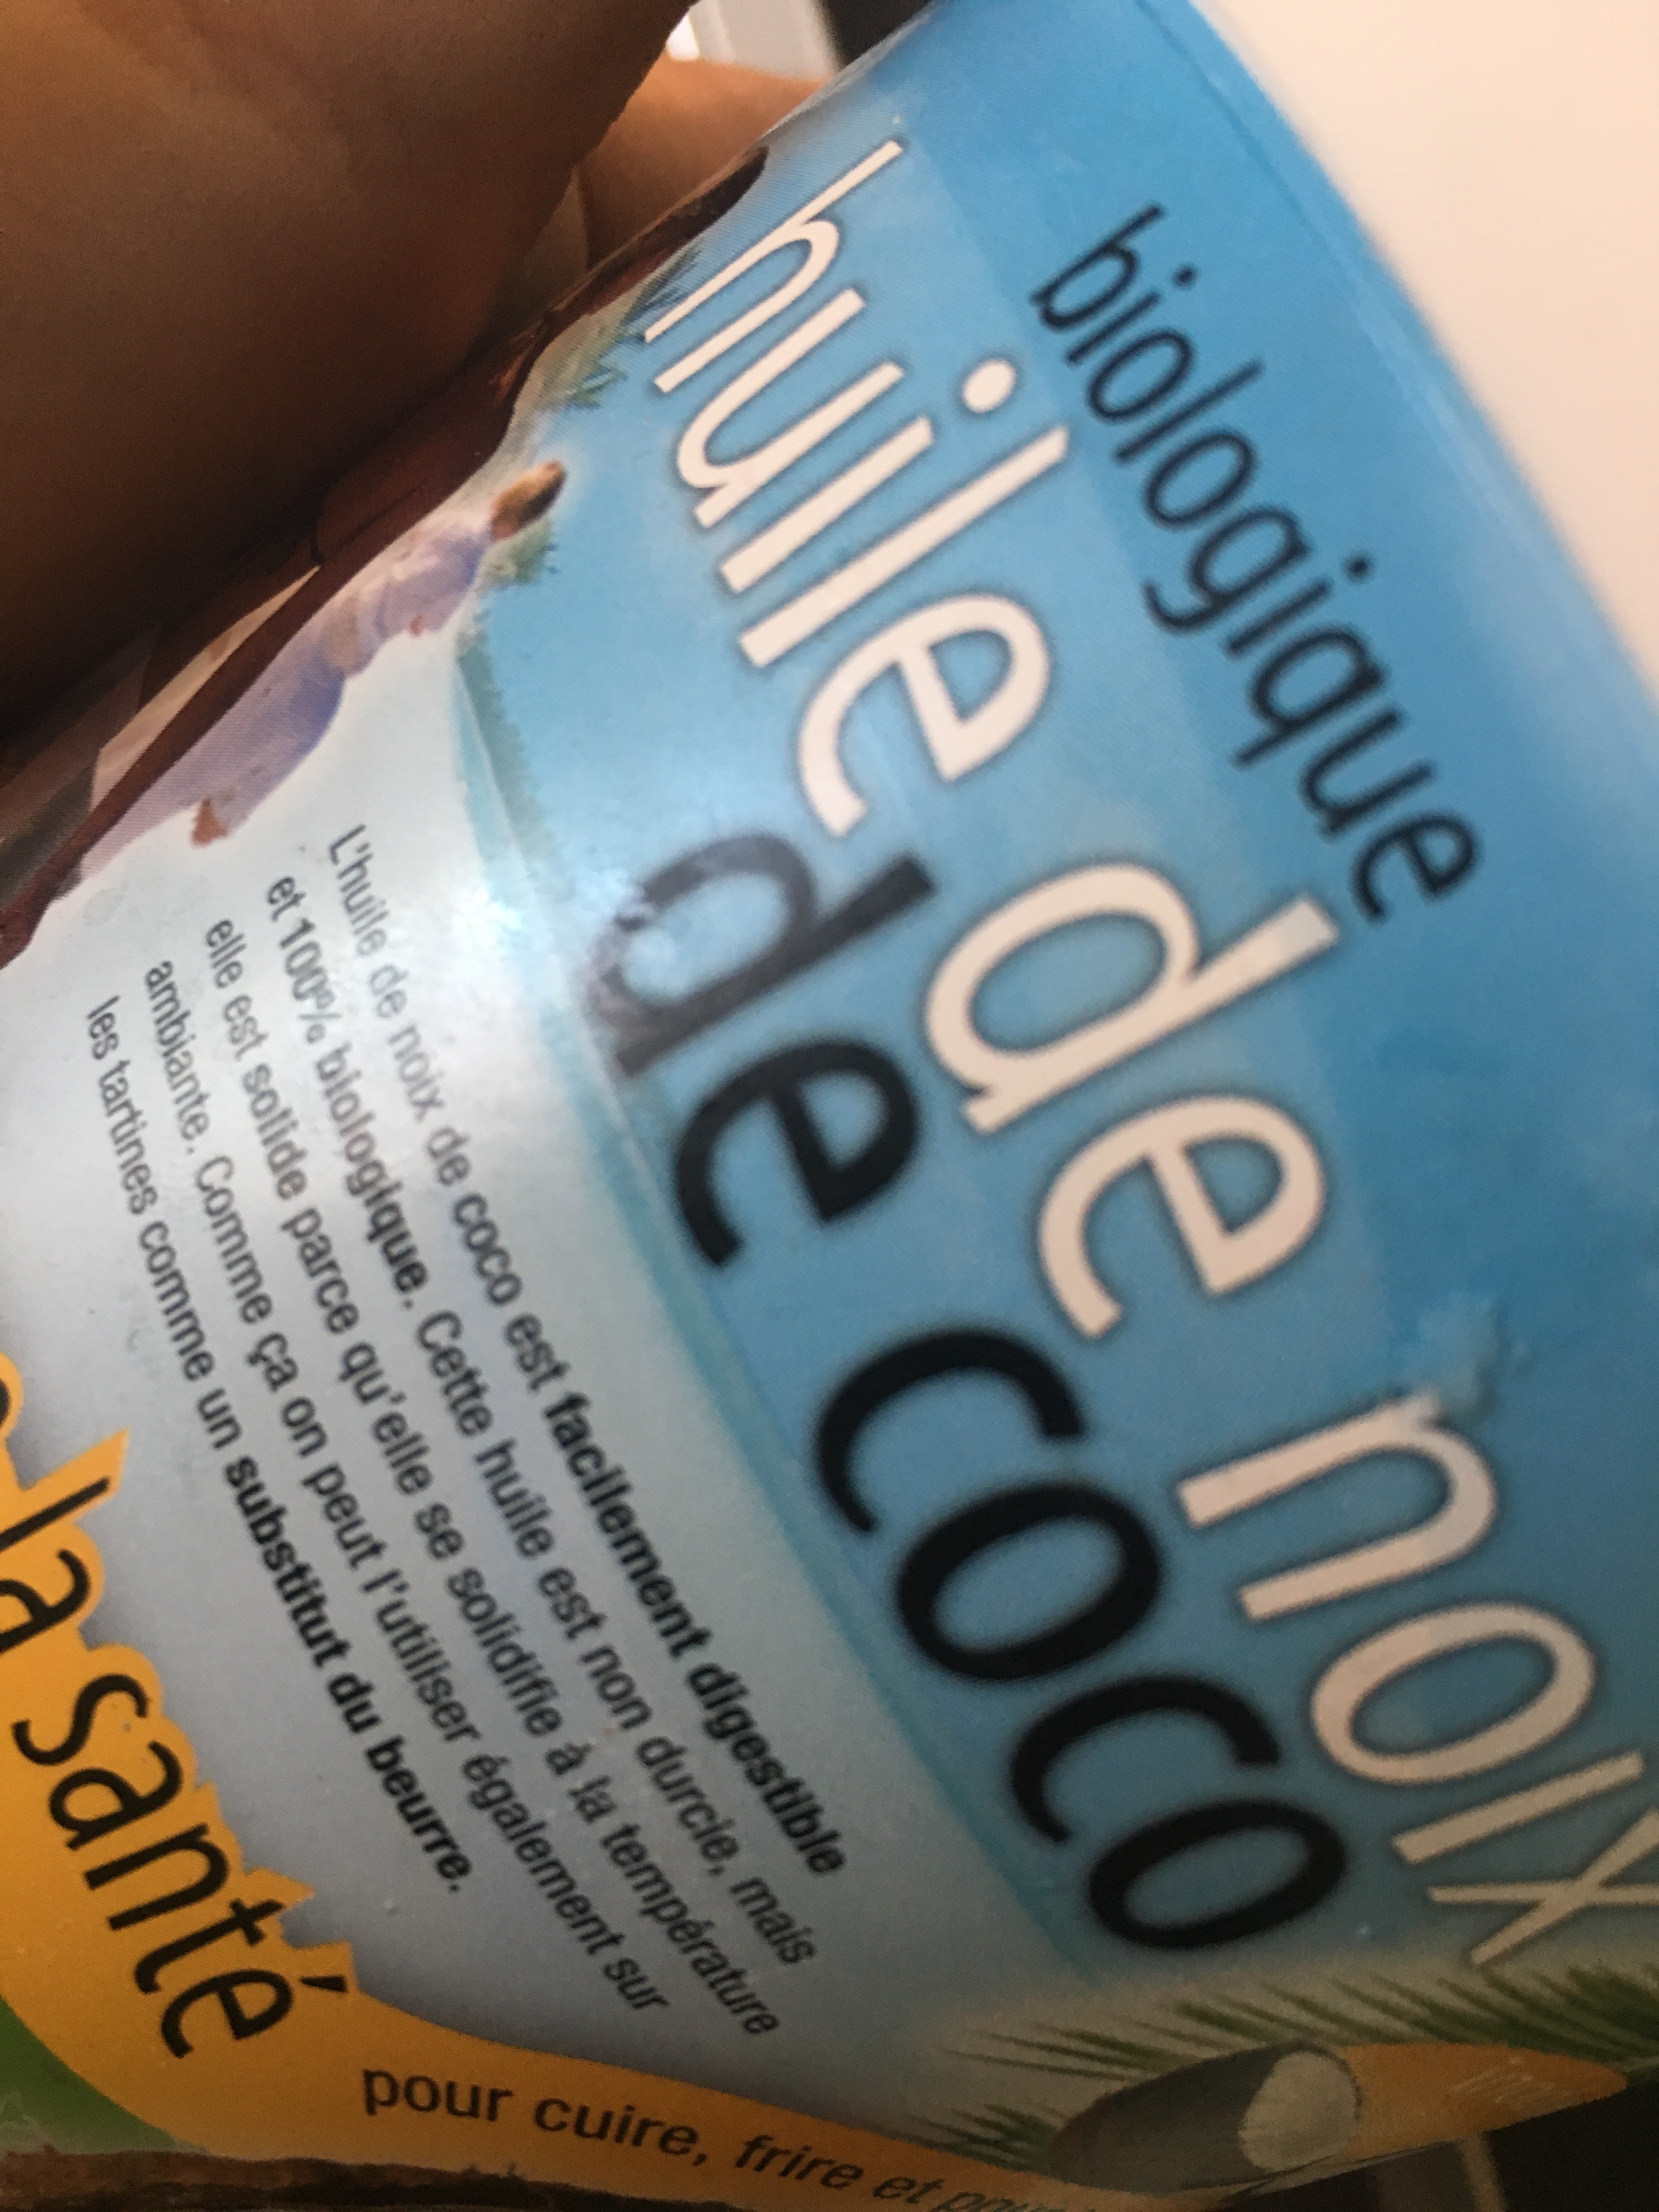 biologique
huile de noix
de coco
L'huile de noix de coco est facilement digestible
et 100% biologique. Cette huile est non durcie, mais
elle est solide parce qu'elle se solidifie à la température
ambiante. Comme ça on peut l'utiliser également sur
les tartines comme un substitut du beurre.
la santé
pour cuire, frire et